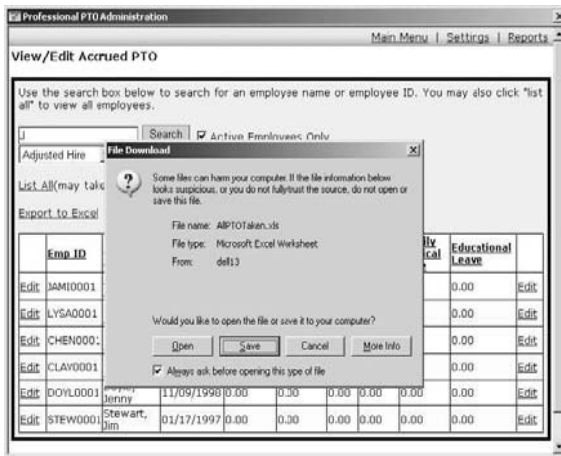 Professional PTO Administration
Main Menu | Settings | Reports
View/Edit Accrued PTO
Use the search box below to search for an employee name or employee ID. You may also click "list
all" to view all employees.
J
Search
Active Employees Only
Adjusted Hire
List All(may take
Export to Excel
File Download
Some files can harm your computer. If the file information below
looks suspicious, or you do not fully trust the source, do not open or
save this file.
File name: AllPTOTaken.xls
File type: Microsoft Excel Worksheet
From: dell13
Would you like to open the file or save it to your computer?
Open Save Cancel More Info
Always ask before opening this type of file
Emp ID Educational
Leave
Edit JAMI0001 0.00 Edit
Edit LYSA0001 0.00 Edit
Edit CHEN0001 0.00 Edit
Edit CLAY0001 0.00 Edit
Edit DOYL0001 Doyle,
Jenny 11/09/1998 0.00 0.00 0.00 0.00 0.00 0.00 Edit
Edit STEW0001 Stewart,
Jim 01/17/1997 0.00 0.00 0.00 0.00 0.00 0.00 Edit